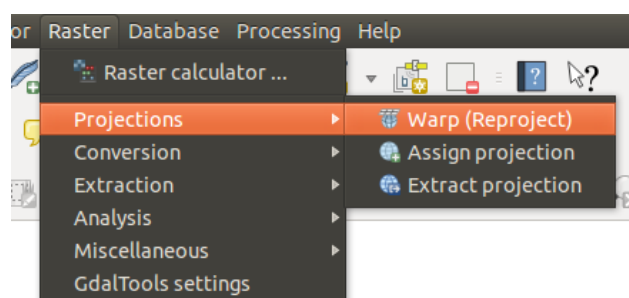 or Raster Database Processing Help
Raster calculator ...
Projections
Warp (Reproject)
Conversion
Assign projection
Extraction
Extract projection
Analysis
Miscellaneous
GdalTools settings